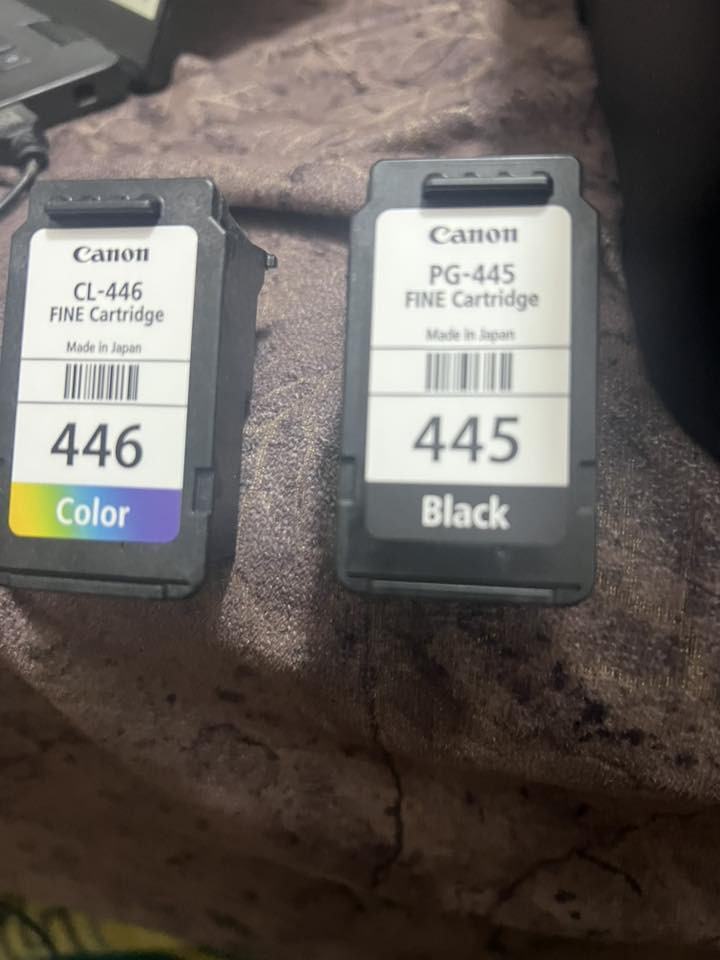 Canon
CL-446
FINE Cartridge
Made in Japan
446
Color
Canon
PG-445
FINE Cartridge
Made in Japan
445
Black